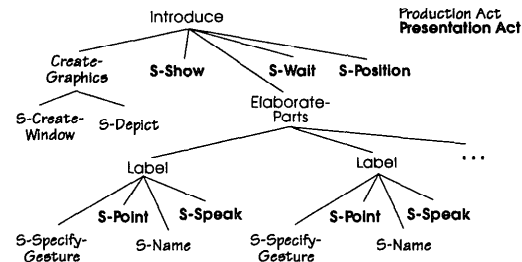 Introduce
Production Act
Presentation Act
Create-
Graphics
S-Show
S-Wait
S-Position
Elaborate-
Parts
S-Create-
Window
S-Depict
...
Label
Label
S-Point
S-Speak
S-Point
S-Speak
S-Specify-
Gesture
S-Name
S-Specify-
Gesture
S-Name